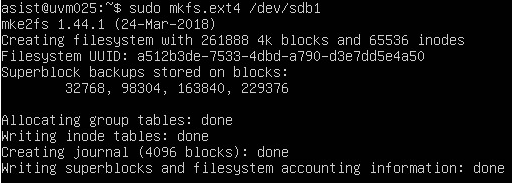 asist@uvm025:~$ sudo mkfs.ext4 /dev/sdb1
mke2fs 1.44.1 (24-Mar-2018)
Creating filesystem with 261888 4k blocks and 65536 inodes
Filesystem UUID: a512b3de-7533-4dbd-a790-d3e7dd5e4a50
Superblock backups stored on blocks:
        32768, 98304, 163840, 229376

Allocating group tables: done
Writing inode tables: done
Creating journal (4096 blocks): done
Writing superblocks and filesystem accounting information: done